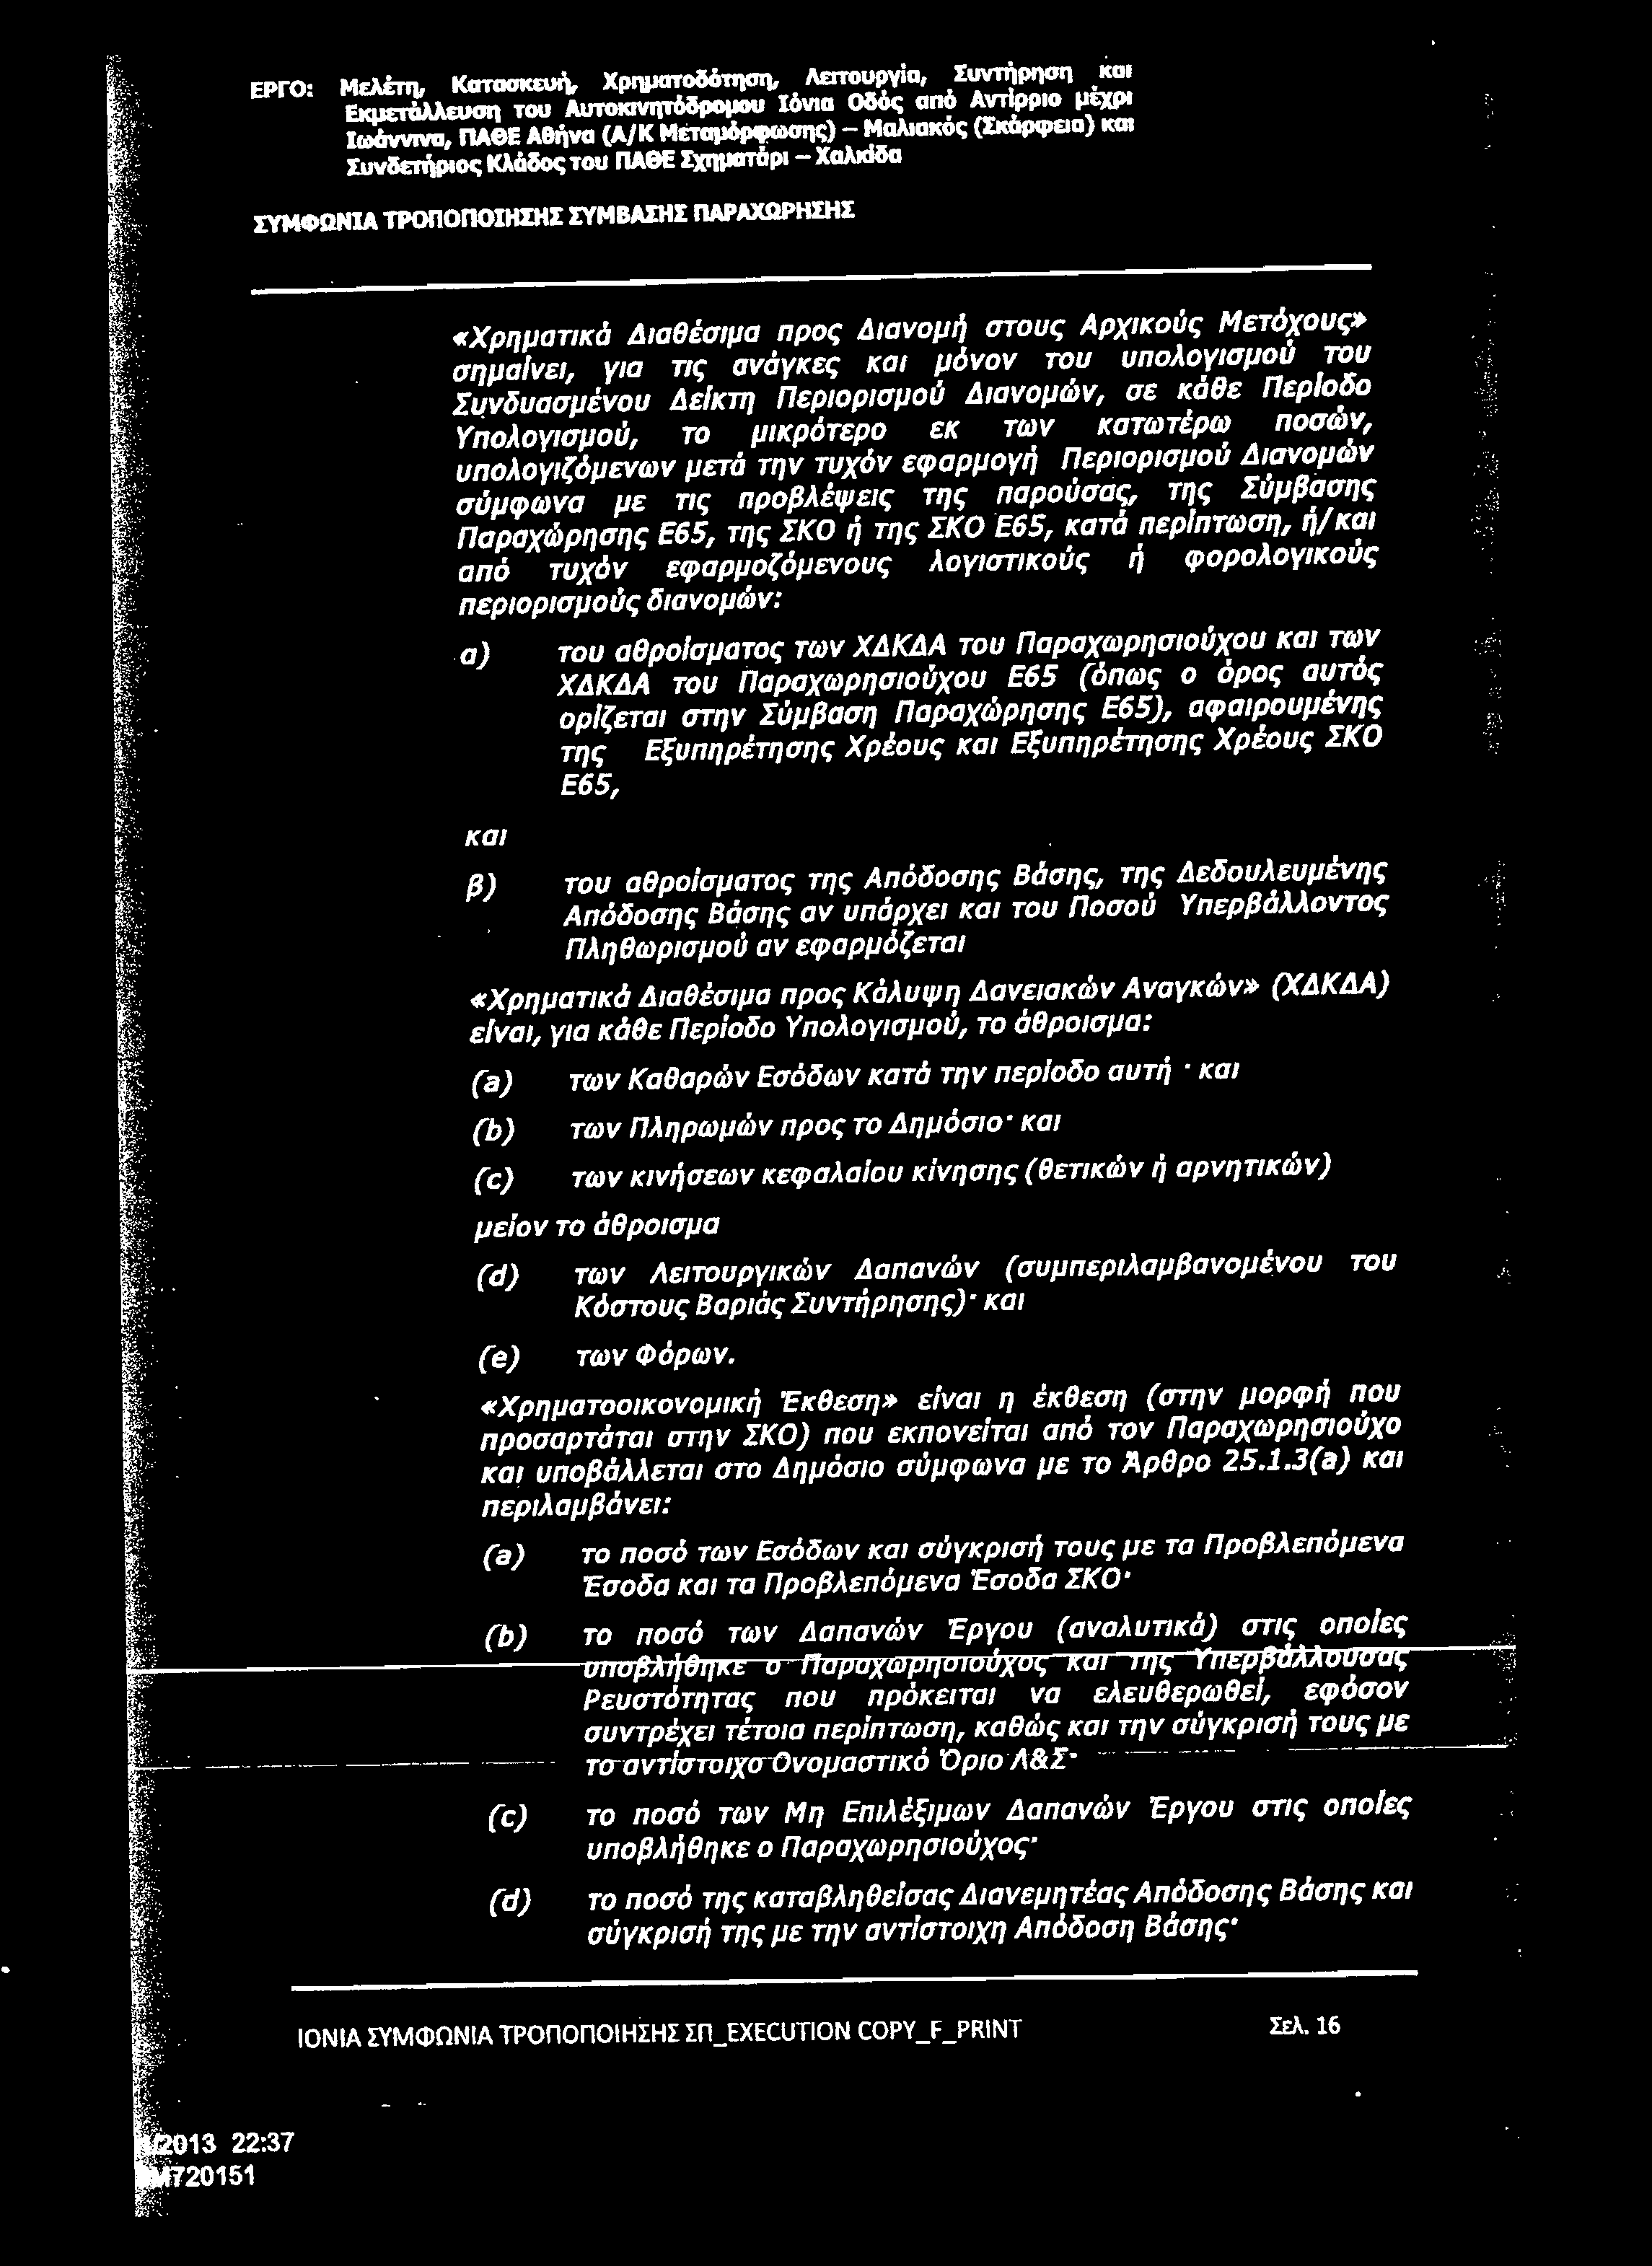 ΕΡΓΟ: Μελέτη, Κατασκευή, Χρηματοδότηση, Λειτουργία, Συντήρηση και
Εκμετάλλευση του Αυτοκινητόδρομου Ιόνια Οδός από Αντίρριο μέχρι
Ιωάννινα, ΠΑΘΕ Αθήνα (Α/Κ Μεταμόρφωσης) – Μαλιακός (Σκάρφεια) και
Συνδετήριος Κλάδος του ΠΑΘΕ Σχηματάρι – Χαλκίδα
ΣΥΜΦΩΝΙΑ ΤΡΟΠΟΠΟΙΗΣΗΣ ΣΥΜΒΑΣΗΣ ΠΑΡΑΧΩΡΗΣΗΣ
«Χρηματικά Διαθέσιμα προς Διανομή στους Αρχικούς Μετόχους»
σημαίνει, για τις ανάγκες και μόνον του υπολογισμού του
Συνδυασμένου Δείκτη Περιορισμού Διανομών, σε κάθε Περίοδο
Υπολογισμού, το μικρότερο εκ των κατωτέρω ποσών,
υπολογιζόμενων μετά την τυχόν εφαρμογή Περιορισμού Διανομών
σύμφωνα με τις προβλέψεις της παρούσας, της Σύμβασης
Παραχώρησης Ε65, της ΣΚΟ ή της ΣΚΟ Ε65, κατά περίπτωση, ή/και
από τυχόν εφαρμοζόμενους λογιστικούς ή φορολογικούς
περιορισμούς διανομών:
α) του αθροίσματος των ΧΔΚΔΑ του Παραχωρησιούχου και των
ΧΔΚΔΑ του Παραχωρησιούχου Ε65 (όπως ο όρος αυτός
ορίζεται στην Σύμβαση Παραχώρησης Ε65), αφαιρουμένης
της Εξυπηρέτησης Χρέους και Εξυπηρέτησης Χρέους ΣΚΟ
Ε65,
και
β) του αθροίσματος της Απόδοσης Βάσης, της Δεδουλευμένης
Απόδοσης Βάσης αν υπάρχει και του Ποσού Υπερβάλλοντος
Πληθωρισμού αν εφαρμόζεται
«Χρηματικά Διαθέσιμα προς Κάλυψη Δανειακών Αναγκών» (ΧΔΚΔΑ)
είναι, για κάθε Περίοδο Υπολογισμού, το άθροισμα:
(a) των Καθαρών Εσόδων κατά την περίοδο αυτή · και
(b) των Πληρωμών προς το Δημόσιο· και
(c) των κινήσεων κεφαλαίου κίνησης (θετικών ή αρνητικών)
μείον το άθροισμα
(d) των Λειτουργικών Δαπανών (συμπεριλαμβανομένου του
Κόστους Βαριάς Συντήρησης)· και
(e) των Φόρων.
«Χρηματοοικονομική Έκθεση» είναι η έκθεση (στην μορφή που
προσαρτάται στην ΣΚΟ) που εκπονείται από τον Παραχωρησιούχο
και υποβάλλεται στο Δημόσιο σύμφωνα με το Άρθρο 25.1.3(a) και
περιλαμβάνει:
(a) το ποσό των Εσόδων και σύγκρισή τους με τα Προβλεπόμενα
Έσοδα και τα Προβλεπόμενα Έσοδα ΣΚΟ·
(b) το ποσό των Δαπανών Έργου (αναλυτικά) στις οποίες
υποβλήθηκε ο Παραχωρησιούχος και της Υπερβάλλουσας
Ρευστότητας που πρόκειται να ελευθερωθεί, εφόσον
συντρέχει τέτοια περίπτωση, καθώς και την σύγκρισή τους με
το αντίστοιχο Ονομαστικό Όριο Λ&Σ·
(c) το ποσό των Μη Επιλέξιμων Δαπανών Έργου στις οποίες
υποβλήθηκε ο Παραχωρησιούχος·
(d) το ποσό της καταβληθείσας Διανεμητέας Απόδοσης Βάσης και
σύγκρισή της με την αντίστοιχη Απόδοση Βάσης·
ΙΟΝΙΑ ΣΥΜΦΩΝΙΑ ΤΡΟΠΟΠΟΙΗΣΗΣ ΣΠ_EXECUTION COPY_F_PRINT Σελ. 16
/2013 22:37
720151